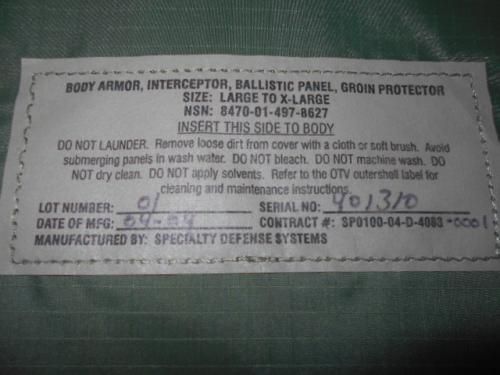 BODY ARMOR, INTERCEPTOR, BALLISTIC PANEL, GROIN PROTECTOR
SIZE: LARGE TO X-LARGE
NSN: 8470-01-497-8627
INSERT THIS SIDE TO BODY
DO NOT LAUNDER. Remove loose dirt from cover with a cloth or soft brush. Avoid
submerging panels in wash water. DO NOT bleach. DO NOT machine wash. DO
NOT dry clean. DO NOT apply solvents. Refer to the OTV outershell label for
cleaning and maintenance instructions.
LOT NUMBER: 01 SERIAL NO: 401310
DATE OF MFG: 04-04 CONTRACT #: SP0100-04-D-4083-0001
MANUFACTURED BY: SPECIALTY DEFENSE SYSTEMS